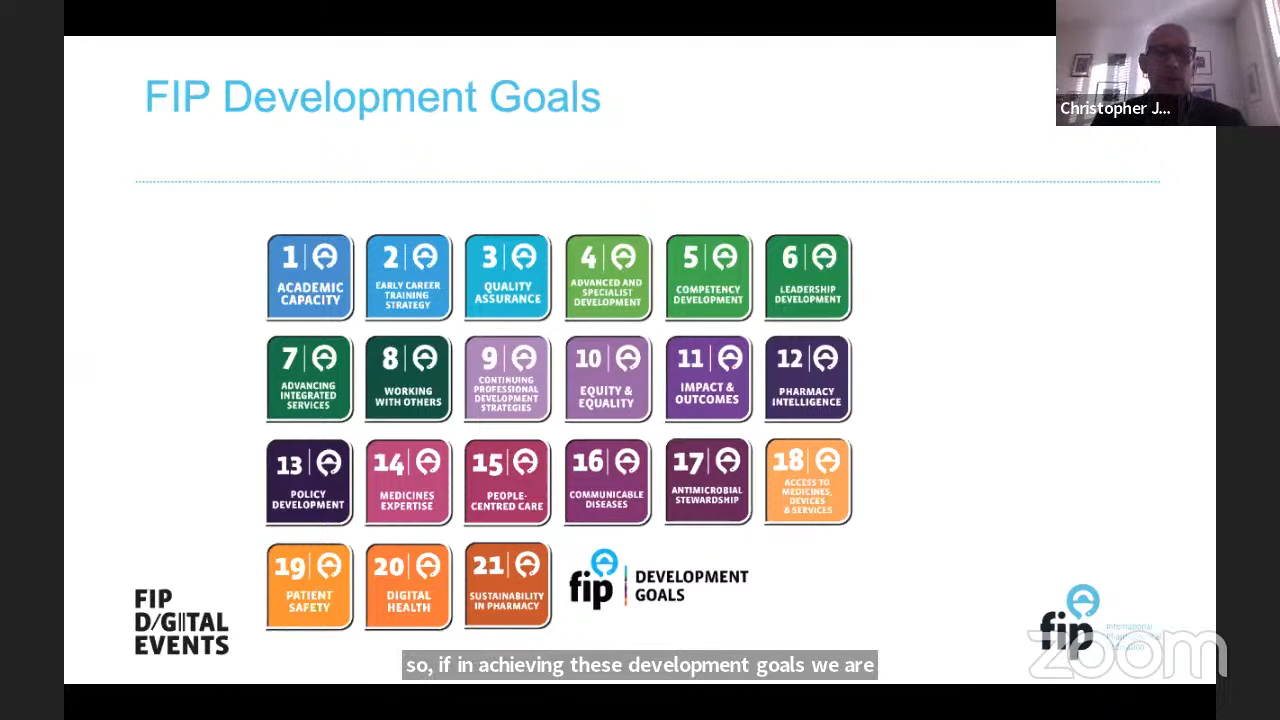 FIP Development Goals
Christopher J...
1
ACADEMIC
CAPACITY
2
EARLY CAREER
TRAINING
STRATEGY
3
QUALITY
ASSURANCE
4
ADVANCED AND
SPECIALIST
DEVELOPMENT
5
COMPETENCY
DEVELOPMENT
6
LEADERSHIP
DEVELOPMENT
7
ADVANCING
INTEGRATED
SERVICES
8
WORKING
WITH OTHERS
9
CONTINUING
PROFESSIONAL
DEVELOPMENT
STRATEGIES
10
EQUITY &
EQUALITY
11
IMPACT &
OUTCOMES
12
PHARMACY
INTELLIGENCE
13
POLICY
DEVELOPMENT
14
MEDICINES
EXPERTISE
15
PEOPLE-
CENTRED CARE
16
COMMUNICABLE
DISEASES
17
ANTIMICROBIAL
STEWARDSHIP
18
ACCESS TO
MEDICINES,
DEVICES
& SERVICES
19
PATIENT
SAFETY
20
DIGITAL
HEALTH
21
SUSTAINABILITY
IN PHARMACY
fip
DEVELOPMENT
GOALS
FIP
D/GITAL
EVENTS
fip
International
zoom
so, if in achieving these development goals we are